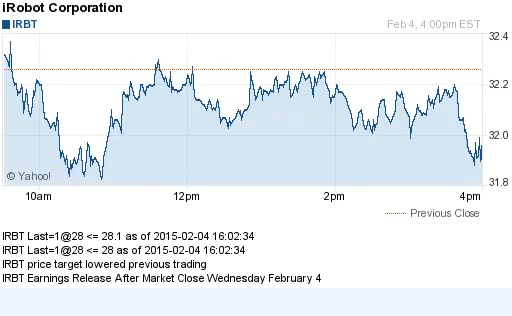 iRobot Corporation
IRBT
Feb 4, 4:00pm EST
32.4
32.2
32.0
31.8
© Yahoo!
10am 12pm 2pm 4pm
Previous Close
IRBT Last=1@28 <= 28.1 as of 2015-02-04 16:02:34
IRBT Last=1@28 <= 28 as of 2015-02-04 16:02:34
IRBT price target lowered previous trading
IRBT Earnings Release After Market Close Wednesday February 4